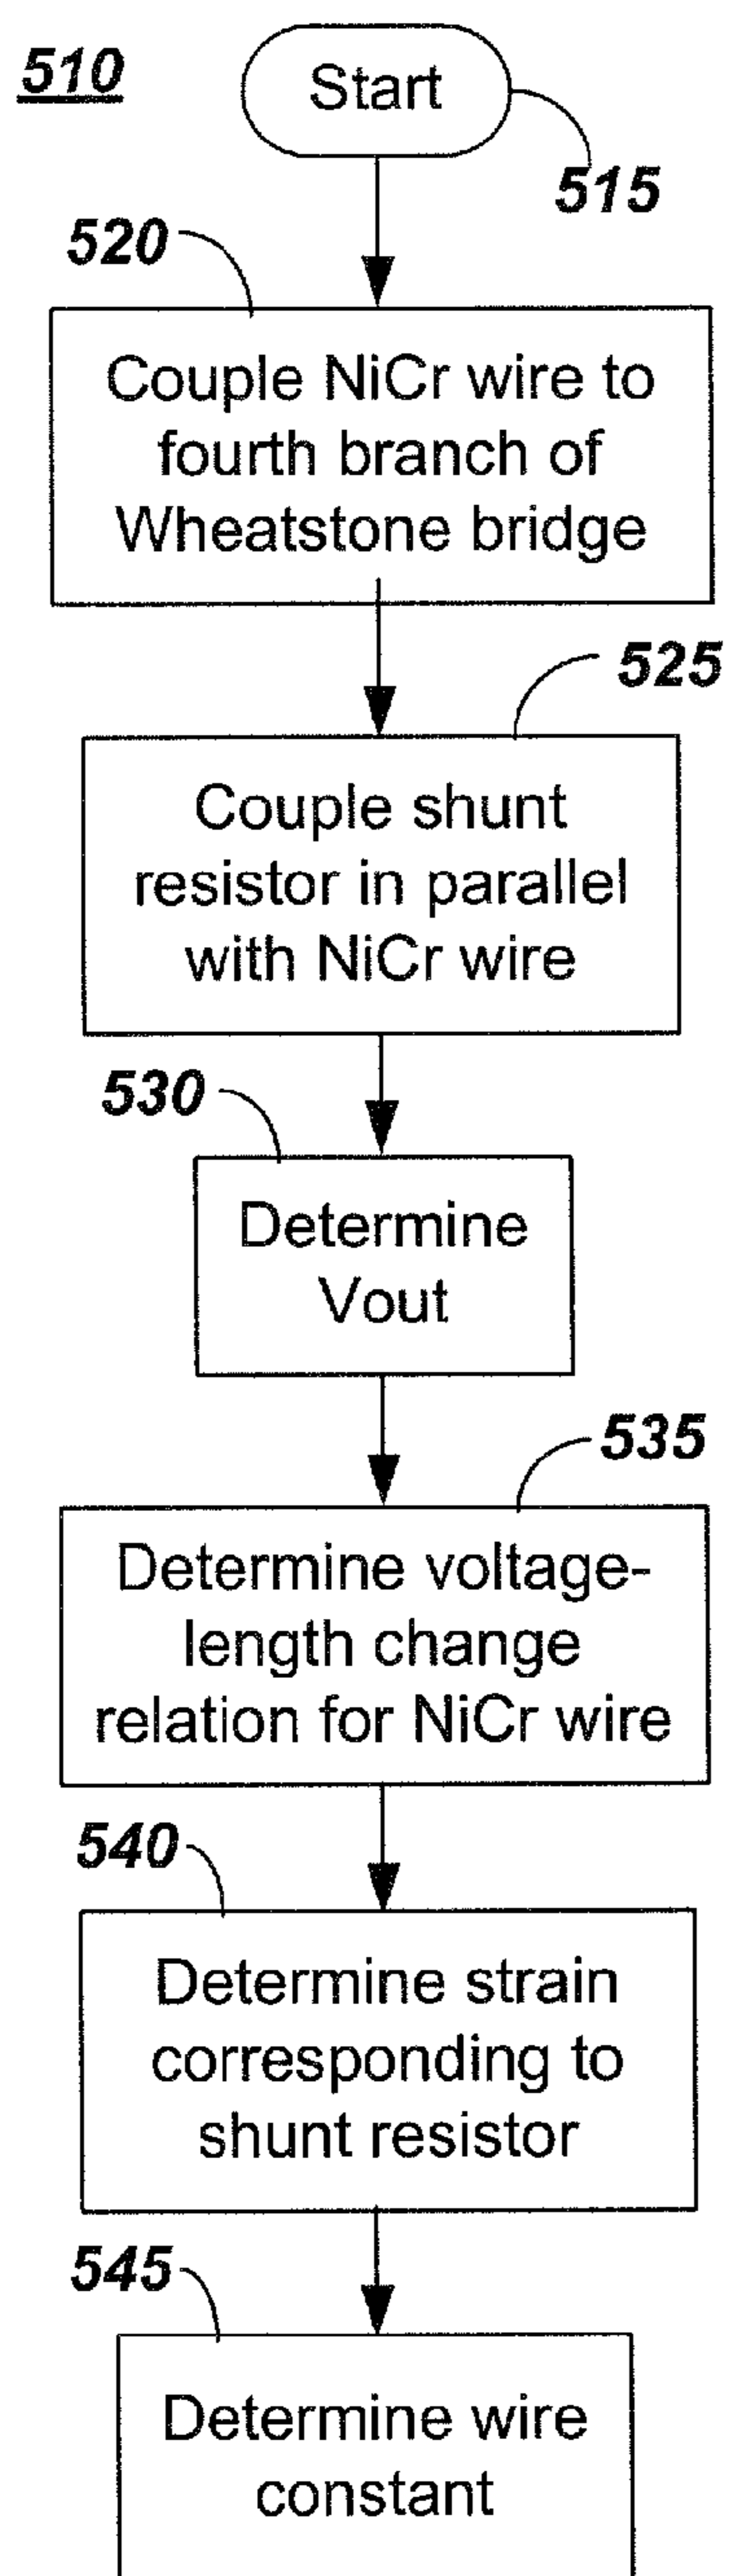 510
Start
515
520
Couple NiCr wire to
fourth branch of
Wheatstone bridge
525
Couple shunt
resistor in parallel
with NiCr wire
530
Determine
Vout
535
Determine voltage-
length change
relation for NiCr wire
540
Determine strain
corresponding to
shunt resistor
545
Determine wire
constant